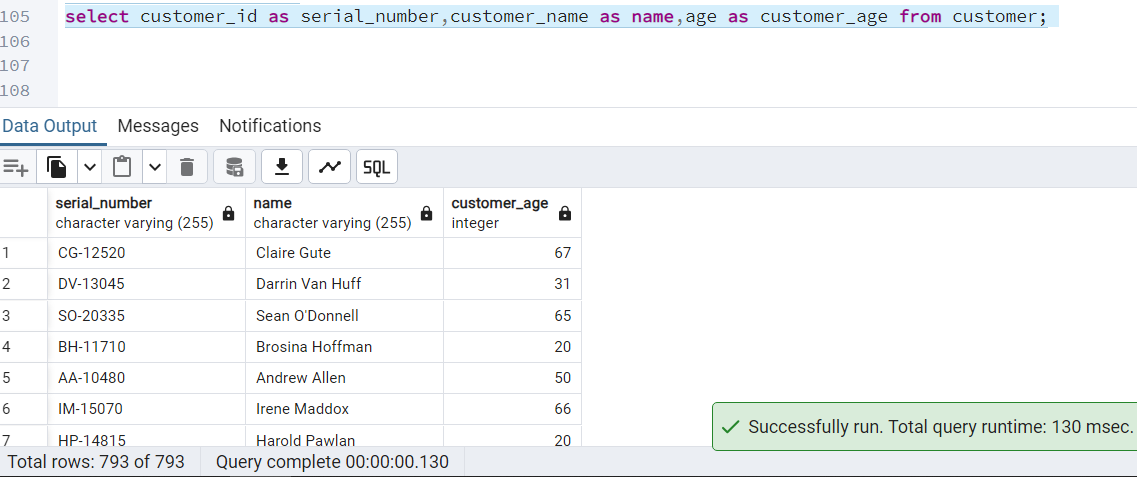 105 select customer_id as serial_number,customer_name as name,age as customer_age from customer;
106
107
108
Data Output Messages Notifications
SQL
serial_number name customer_age
character varying (255) character varying (255) integer
1 CG-12520 Claire Gute 67
2 DV-13045 Darrin Van Huff 31
3 SO-20335 Sean O'Donnell 65
4 BH-11710 Brosina Hoffman 20
5 AA-10480 Andrew Allen 50
6 IM-15070 Irene Maddox 66
7 HP-14815 Harold Pawlan 20
Successfully run. Total query runtime: 130 msec.
Total rows: 793 of 793 Query complete 00:00:00.130